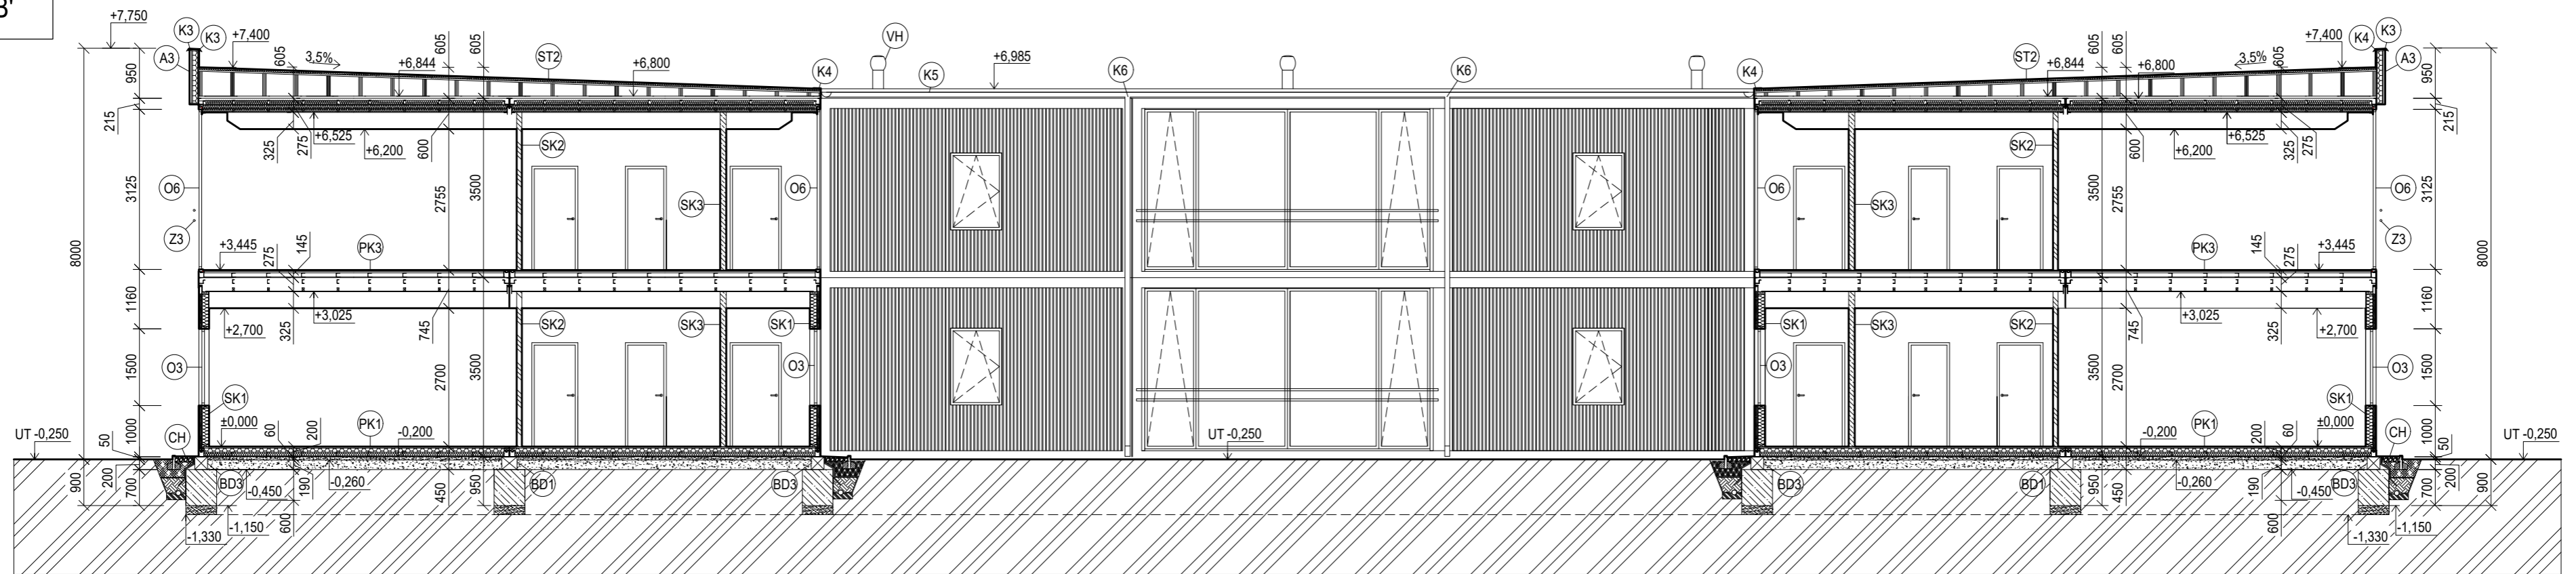 B'
+7,750
K3
K3
+7,400
A3
605
3,5%
+6,844
605
605
ST2
+6,800
K4
VH
K5
+6,985
K6
K6
K4
605
605
ST2
+6,844
+6,800
3,5%
605
+7,400
K4
K3
A3
950
215
325
275
+6,525
+6,200
600
SK2
SK2
600
+6,200
+6,525
325
275
215
950
8000
3125
O6
Z3
2755
3500
SK3
O6
O6
SK3
3500
2755
O6
Z3
3125
8000
+3,445
275
145
PK3
PK3
145
275
+3,445
1160
+2,700
325
+3,025
745
SK2
SK3
SK1
SK1
SK3
SK2
745
+3,025
325
+2,700
1160
1500
O3
2700
3500
O3
O3
3500
2700
O3
1500
SK1
SK1
UT -0,250
50
1000
CH
±0,000
60
200
PK1
-0,200
UT -0,250
-0,200
PK1
200
60
±0,000
CH
1000
50
UT -0,250
900
200
700
BD3
-0,450
190
-0,260
450
950
BD1
BD3
BD3
BD1
950
450
-0,260
190
-0,450
BD3
200
700
900
-1,150
600
-1,330
600
-1,150
-1,330